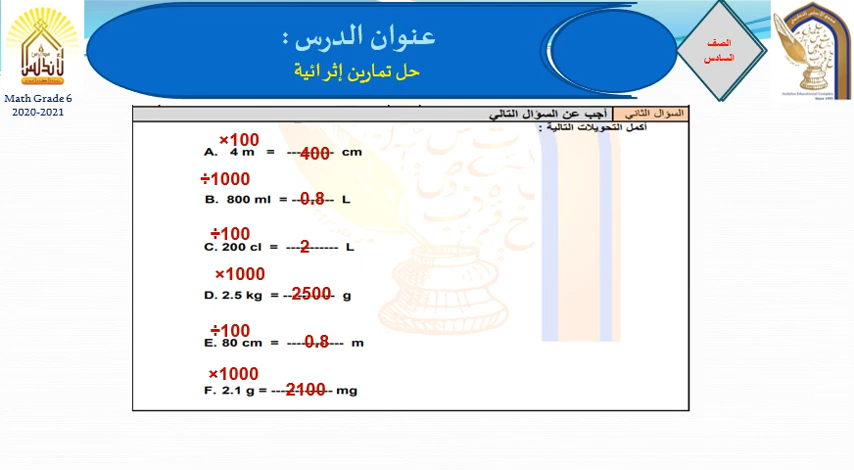 عنوان الدرس :
حل تمارين إثرائية
الصف
السادس
Math Grade 6
2020-2021
السؤال الثاني
أجب عن السؤال التالي
أكمل التحويلات التالية :
×100
A. 4 m = 400 cm
÷1000
B. 800 ml = 0.8 L
÷100
C. 200 cl = 2 L
×1000
D. 2.5 kg = 2500 g
÷100
E. 80 cm = 0.8 m
×1000
F. 2.1 g = 2100 mg